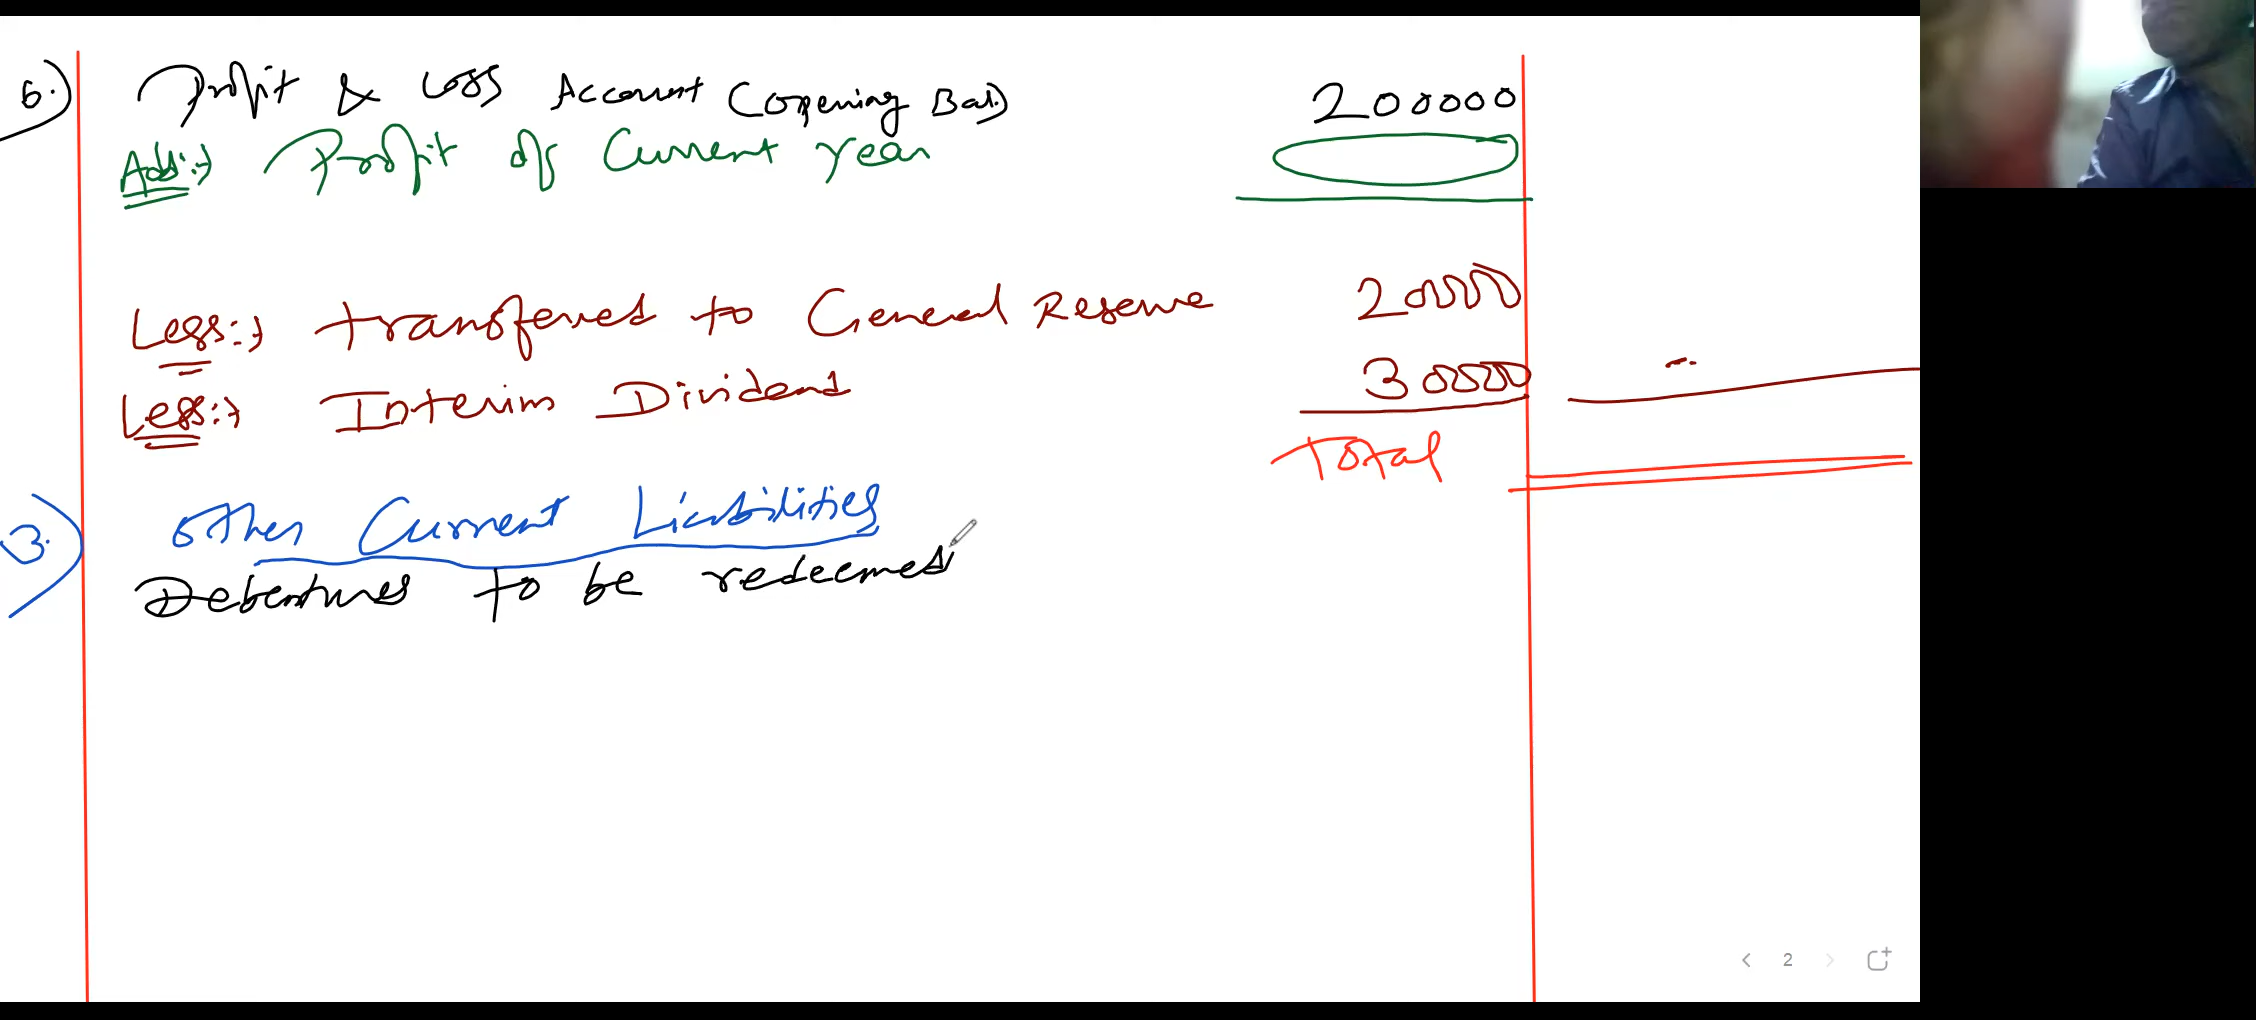 6.) Profit & Loss Account (opening Bal.) 200000
Add:→ Profit of Current Year
Less:→ transferred to General Reserve 20000
Less:→ Interim Dividend 30000
Total
3.) Other Current Liabilities
Debentures to be redeemed
2